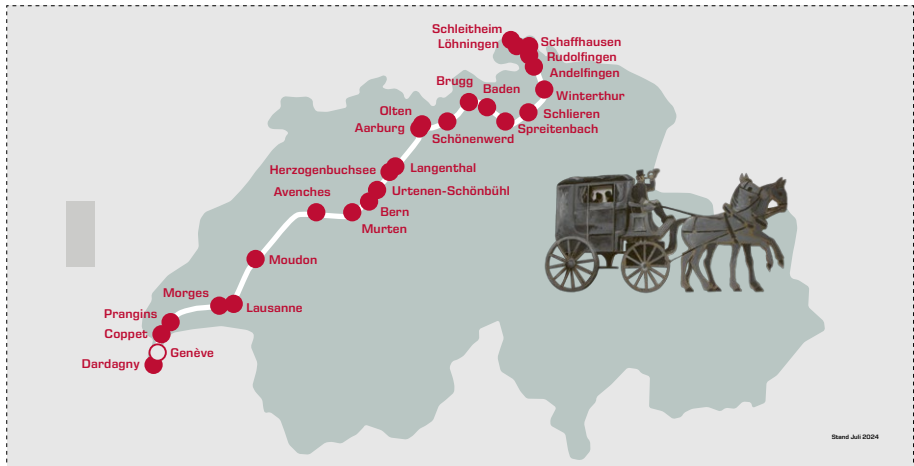 Schleitheim
Löhningen
Schaffhausen
Rudolfingen
Andelfingen
Brugg
Baden
Winterthur
Olten
Aarburg
Schlieren
Spreitenbach
Schönenwerd
Herzogenbuchsee
Langenthal
Avenches
Urtenen-Schönbühl
Bern
Murten
Moudon
Morges
Lausanne
Prangins
Coppet
Genève
Dardagny
Stand Juli 2024